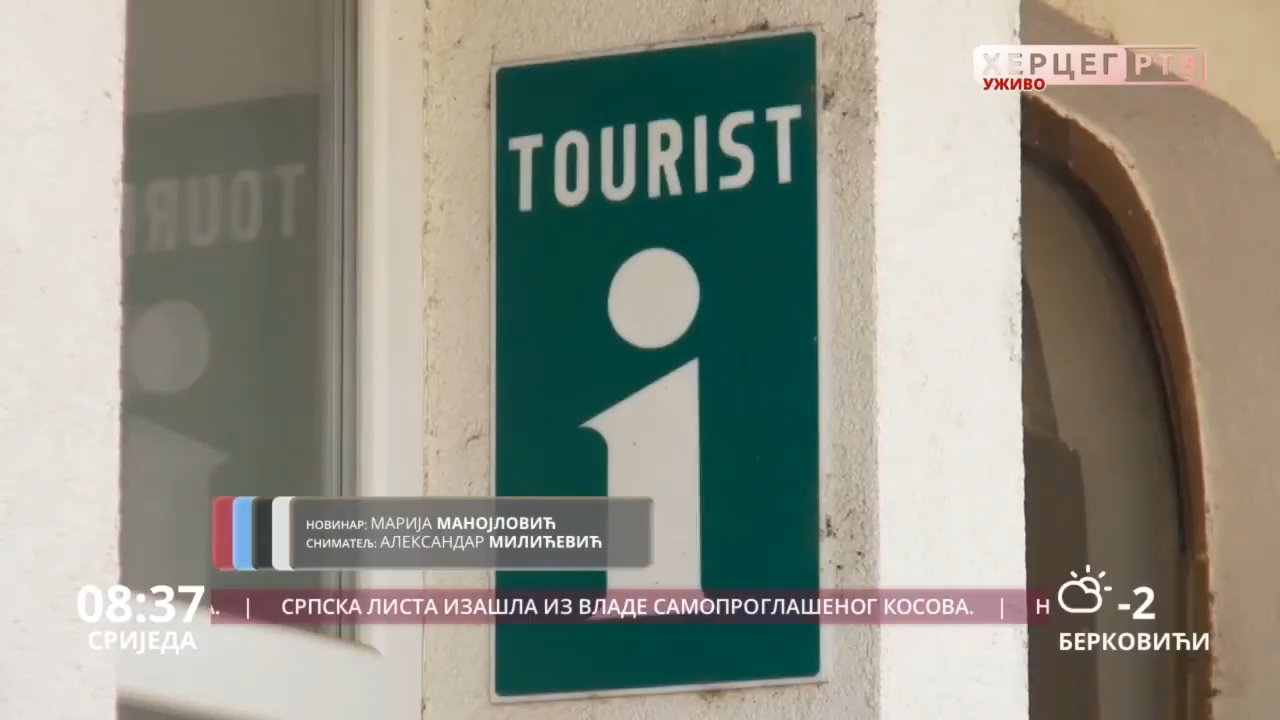 ХЕРЦЕГ РТВ
УЖИВО
TOURIST
i
НОВИНАР: МАРИЈА МАНОЈЛОВИЋ
СНИМАТЕЉ: АЛЕКСАНДАР МИЛИЋЕВИЋ
08:37
СРИЈЕДА
А. | СРПСКА ЛИСТА ИЗАШЛА ИЗ ВЛАДЕ САМОПРОГЛАШЕНОГ КОСОВА. | Н
-2
БЕРКОВИЋИ